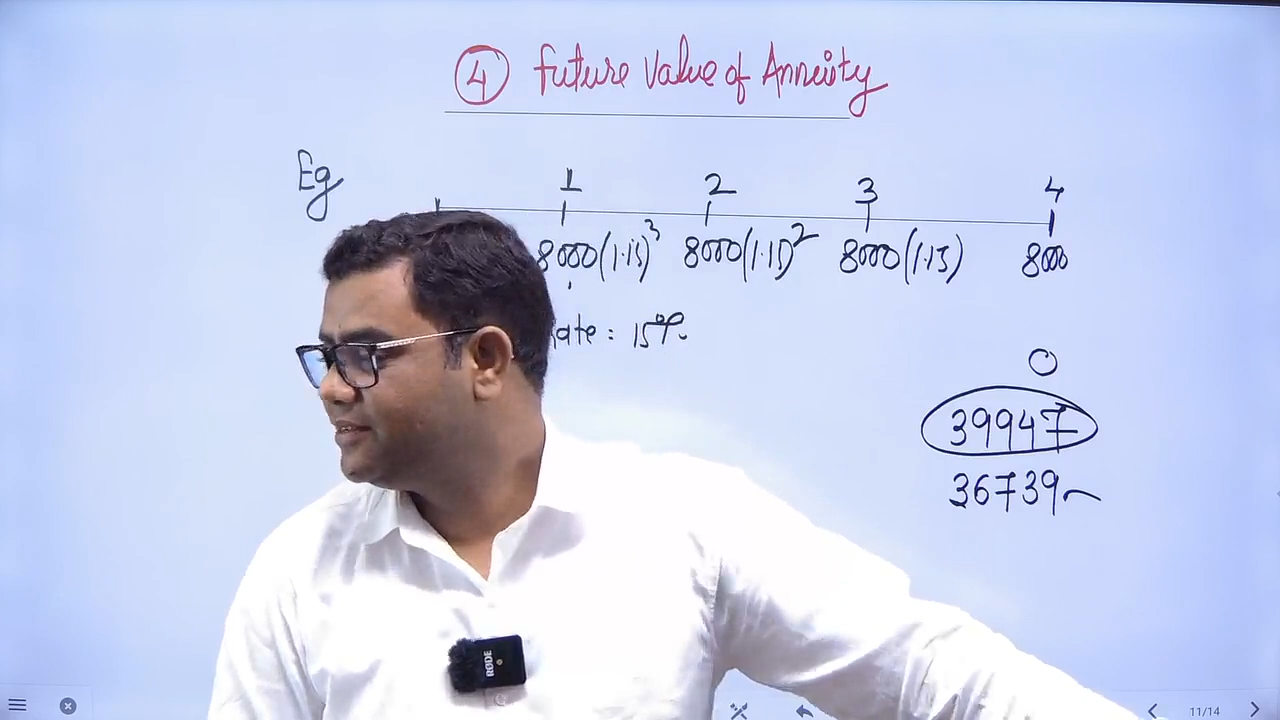 4 Future Value of Annuity
Eg
1 2 3 4
8000(1.15)³ 8000(1.15)² 8000(1.15) 8000
ate : 15%
0
39947
36739
RODE
11/14